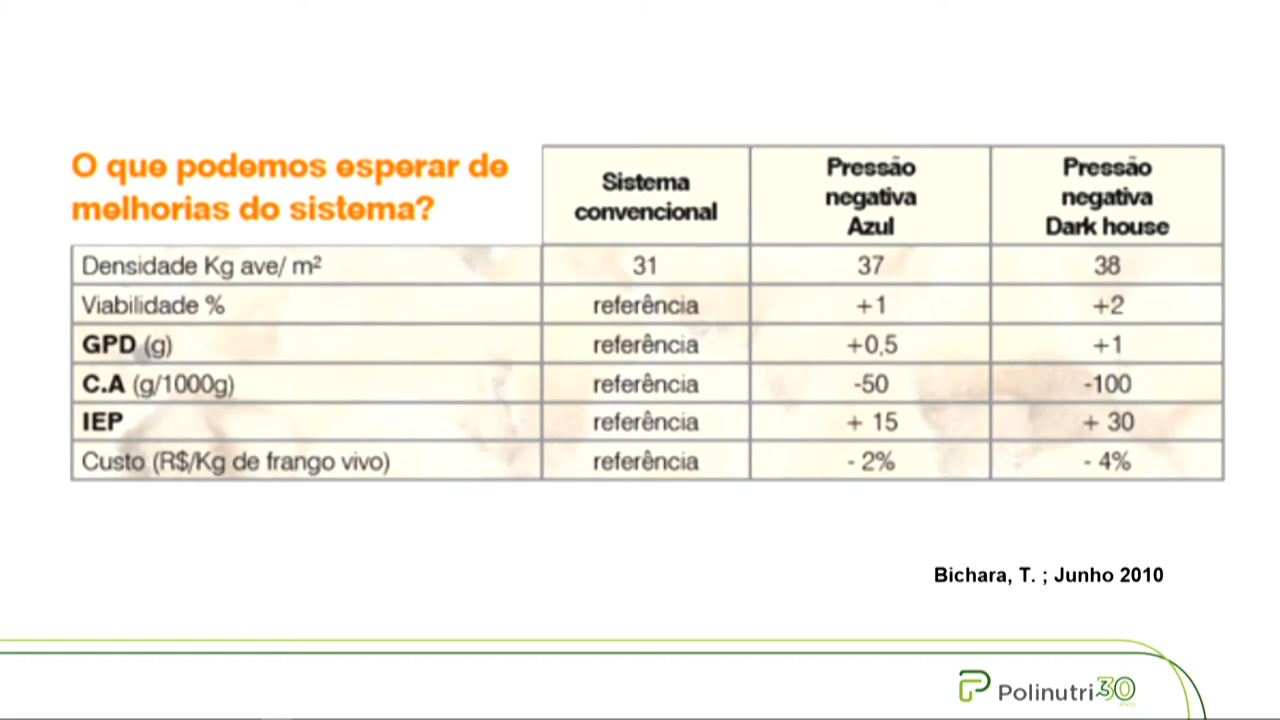 O que podemos esperar de
melhorias do sistema?
Sistema
convencional
Pressão
negativa
Azul
Pressão
negativa
Dark house
Densidade Kg ave/ m² 31 37 38
Viabilidade % referência +1 +2
GPD (g) referência +0,5 +1
C.A (g/1000g) referência -50 -100
IEP referência + 15 + 30
Custo (R$/Kg de frango vivo) referência - 2% - 4%
Bichara, T. ; Junho 2010
Polinutri 30